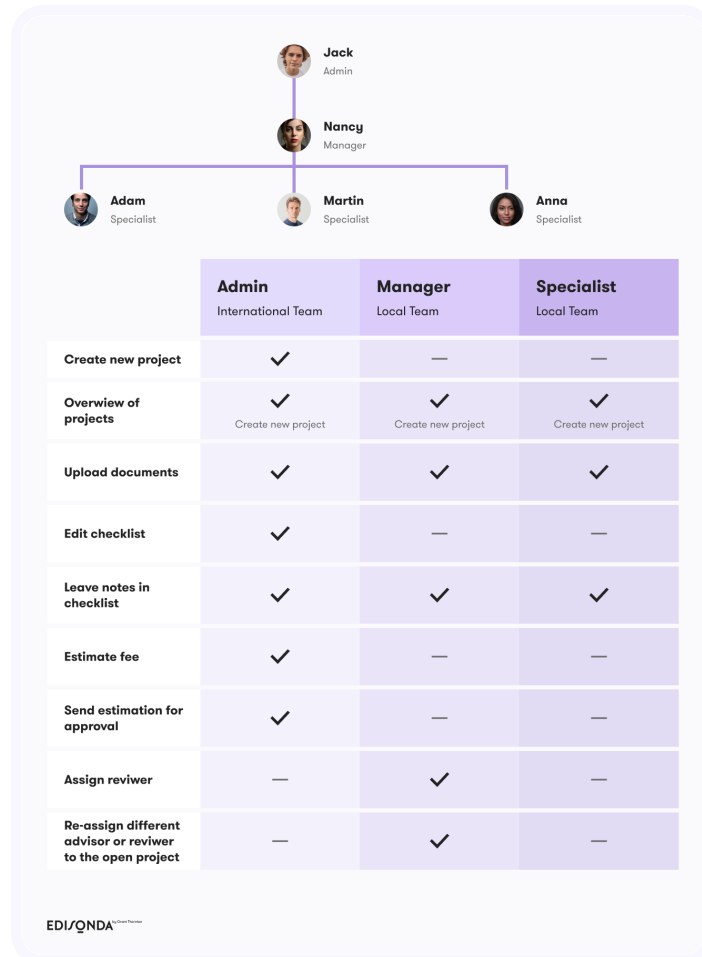 Jack
Admin
Nancy
Manager
Adam
Specialist
Martin
Specialist
Anna
Specialist
Admin
International Team
Manager
Local Team
Specialist
Local Team
Create new project
Overwiew of
projects
Create new project
Create new project
Create new project
Upload documents
Edit checklist
Leave notes in
checklist
Estimate fee
Send estimation for
approval
Assign reviwer
Re-assign different
advisor or reviwer
to the open project
EDISONDA by Grant Thornton